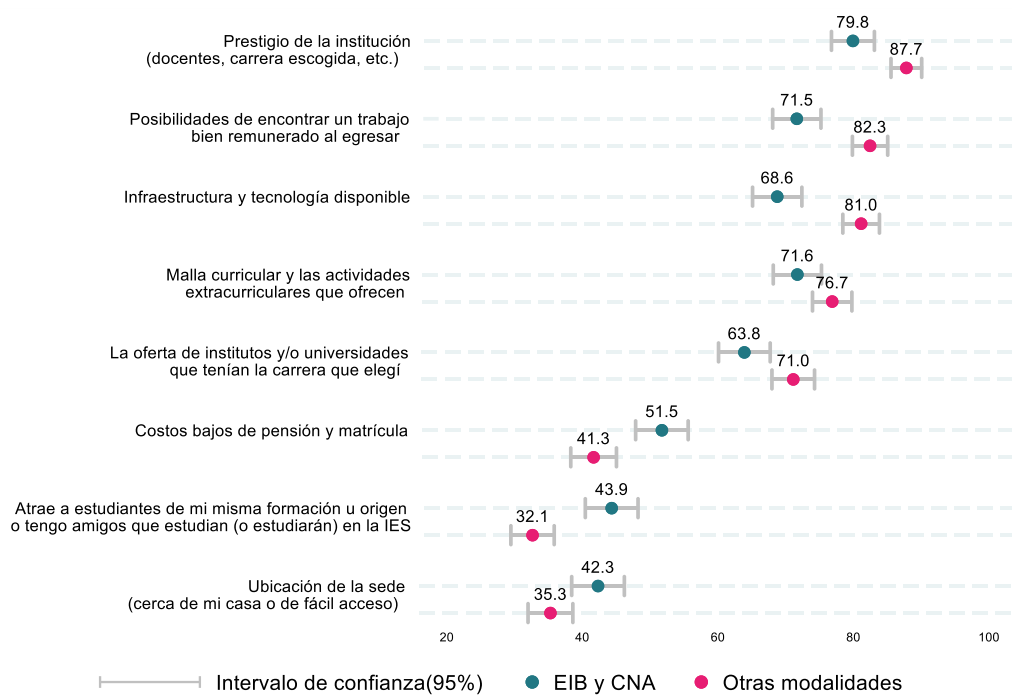 79.8
Prestigio de la institución
(docentes, carrera escogida, etc.)
87.7
71.5
Posibilidades de encontrar un trabajo
bien remunerado al egresar
82.3
68.6
Infraestructura y tecnología disponible
81.0
71.6
Malla curricular y las actividades
extracurriculares que ofrecen
76.7
63.8
La oferta de institutos y/o universidades
que tenían la carrera que elegí
71.0
51.5
Costos bajos de pensión y matrícula
41.3
43.9
Atrae a estudiantes de mi misma formación u origen
o tengo amigos que estudian (o estudiarán) en la IES
32.1
42.3
Ubicación de la sede
(cerca de mi casa o de fácil acceso)
35.3
20 40 60 80 100
Intervalo de confianza(95%) EIB y CNA Otras modalidades